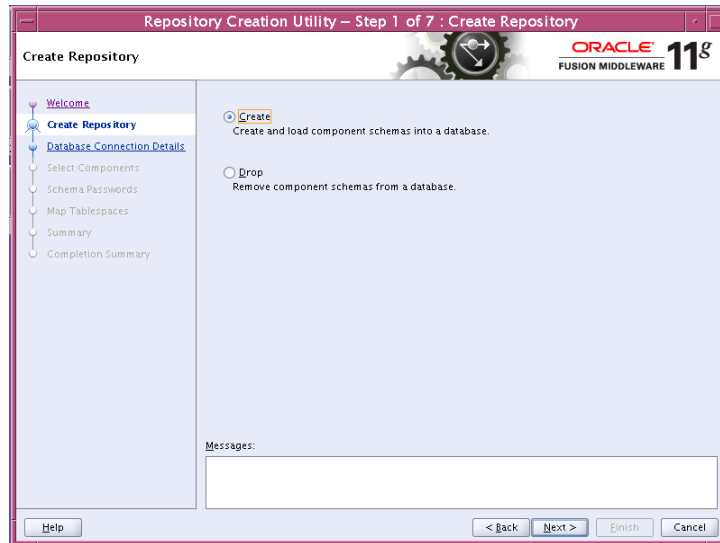 Repository Creation Utility – Step 1 of 7 : Create Repository
Create Repository
ORACLE
FUSION MIDDLEWARE 11g
Welcome
Create Repository
Database Connection Details
Select Components
Schema Passwords
Map Tablespaces
Summary
Completion Summary
Create
Create and load component schemas into a database.
Drop
Remove component schemas from a database.
Messages:
Help
< Back
Next >
Finish
Cancel